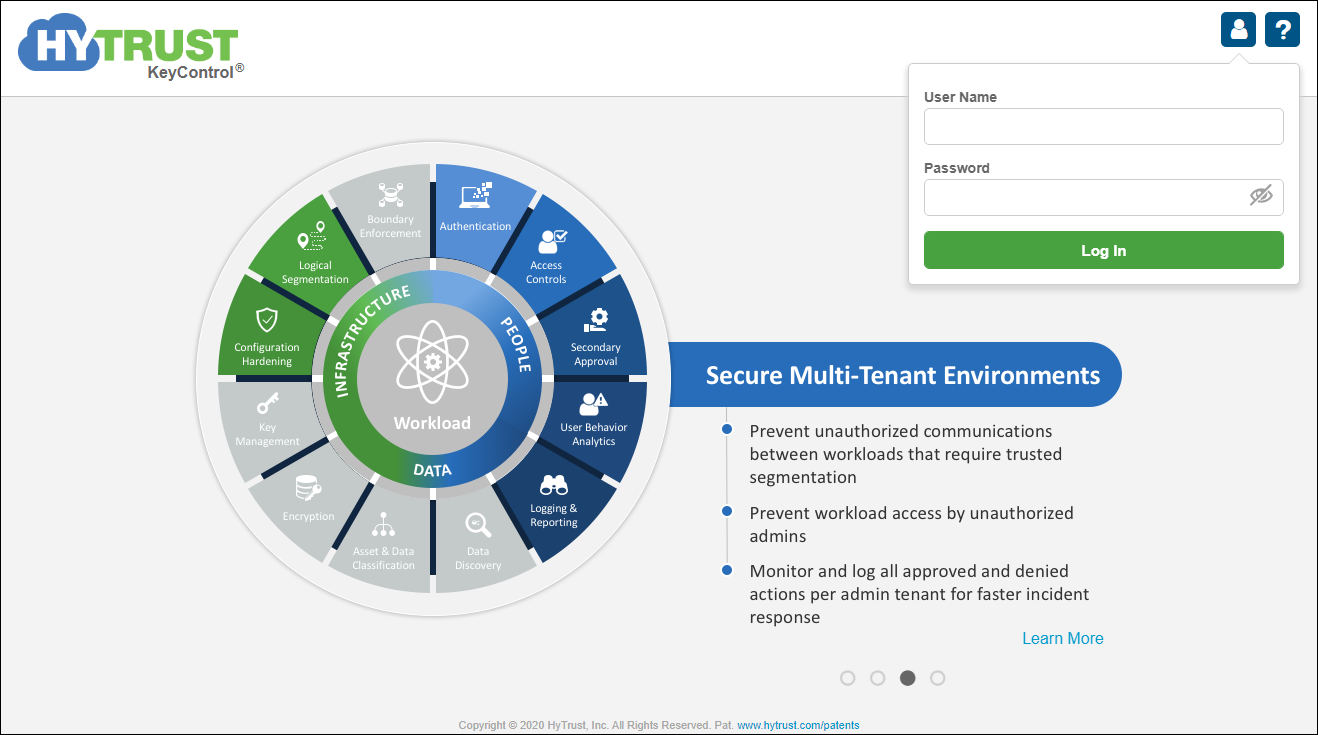 HYTRUST
KeyControl®
?
User Name
Password
Log In
Boundary
Enforcement
Authentication
Logical
Segmentation
Access
Controls
Configuration
Hardening
Secondary
Approval
INFRASTRUCTURE
PEOPLE
DATA
Workload
Key
Management
User Behavior
Analytics
Encryption
Logging &
Reporting
Asset & Data
Classification
Data
Discovery
Secure Multi-Tenant Environments
Prevent unauthorized communications
between workloads that require trusted
segmentation
Prevent workload access by unauthorized
admins
Monitor and log all approved and denied
actions per admin tenant for faster incident
response
Learn More
Copyright © 2020 HyTrust, Inc. All Rights Reserved. Pat. www.hytrust.com/patents